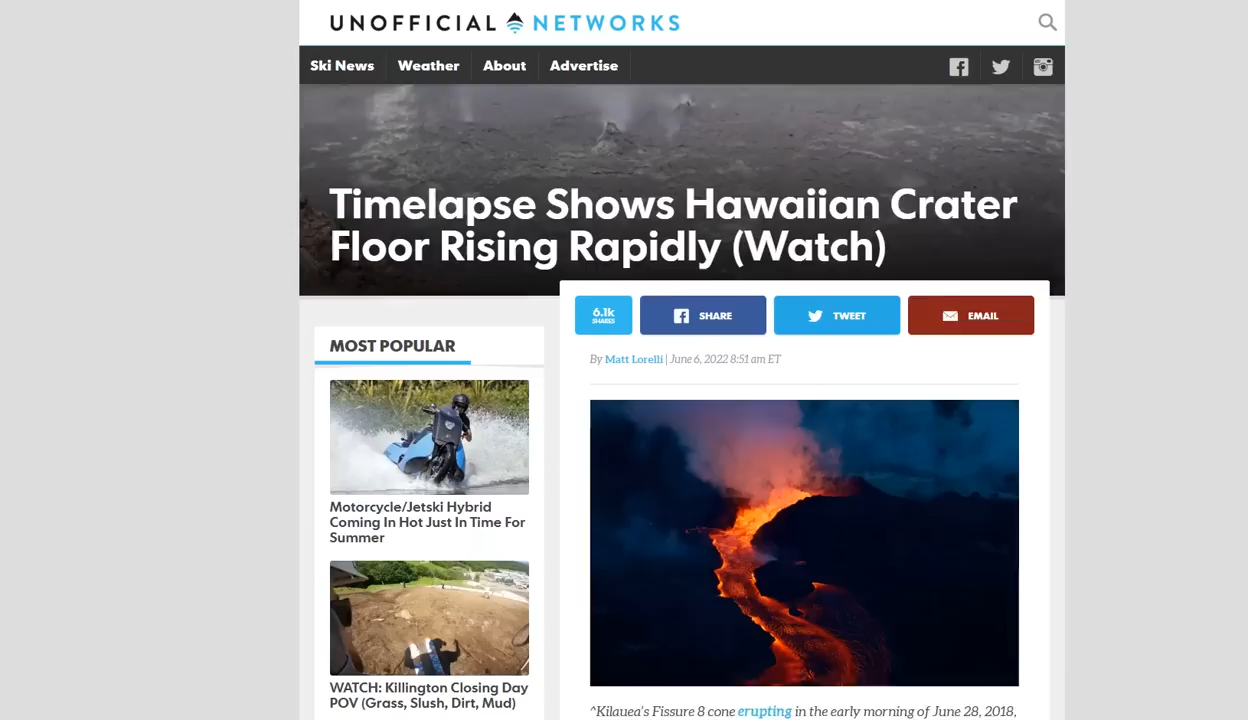 UNOFFICIAL NETWORKS
Ski News Weather About Advertise
Timelapse Shows Hawaiian Crater
Floor Rising Rapidly (Watch)
6.1k
SHARES
SHARE
TWEET
EMAIL
By Matt Lorelli | June 6, 2022 8:51 am ET
MOST POPULAR
Motorcycle/Jetski Hybrid
Coming In Hot Just In Time For
Summer
WATCH: Killington Closing Day
POV (Grass, Slush, Dirt, Mud)
^Kilauea's Fissure 8 cone erupting in the early morning of June 28, 2018,